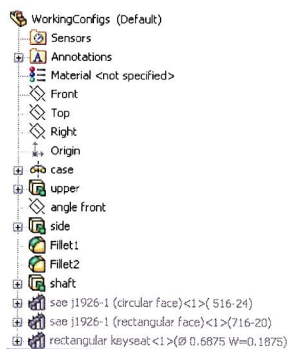 WorkingConfigs (Default)
Sensors
Annotations
Material <not specified>
Front
Top
Right
Origin
case
upper
angle front
side
Fillet1
Fillet2
shaft
sae j1926-1 (circular face)<1>( 516-24)
sae j1926-1 (rectangular face)<1>(716-20)
rectangular keyseat<1>(Ø 0.6875 W=0.1875)